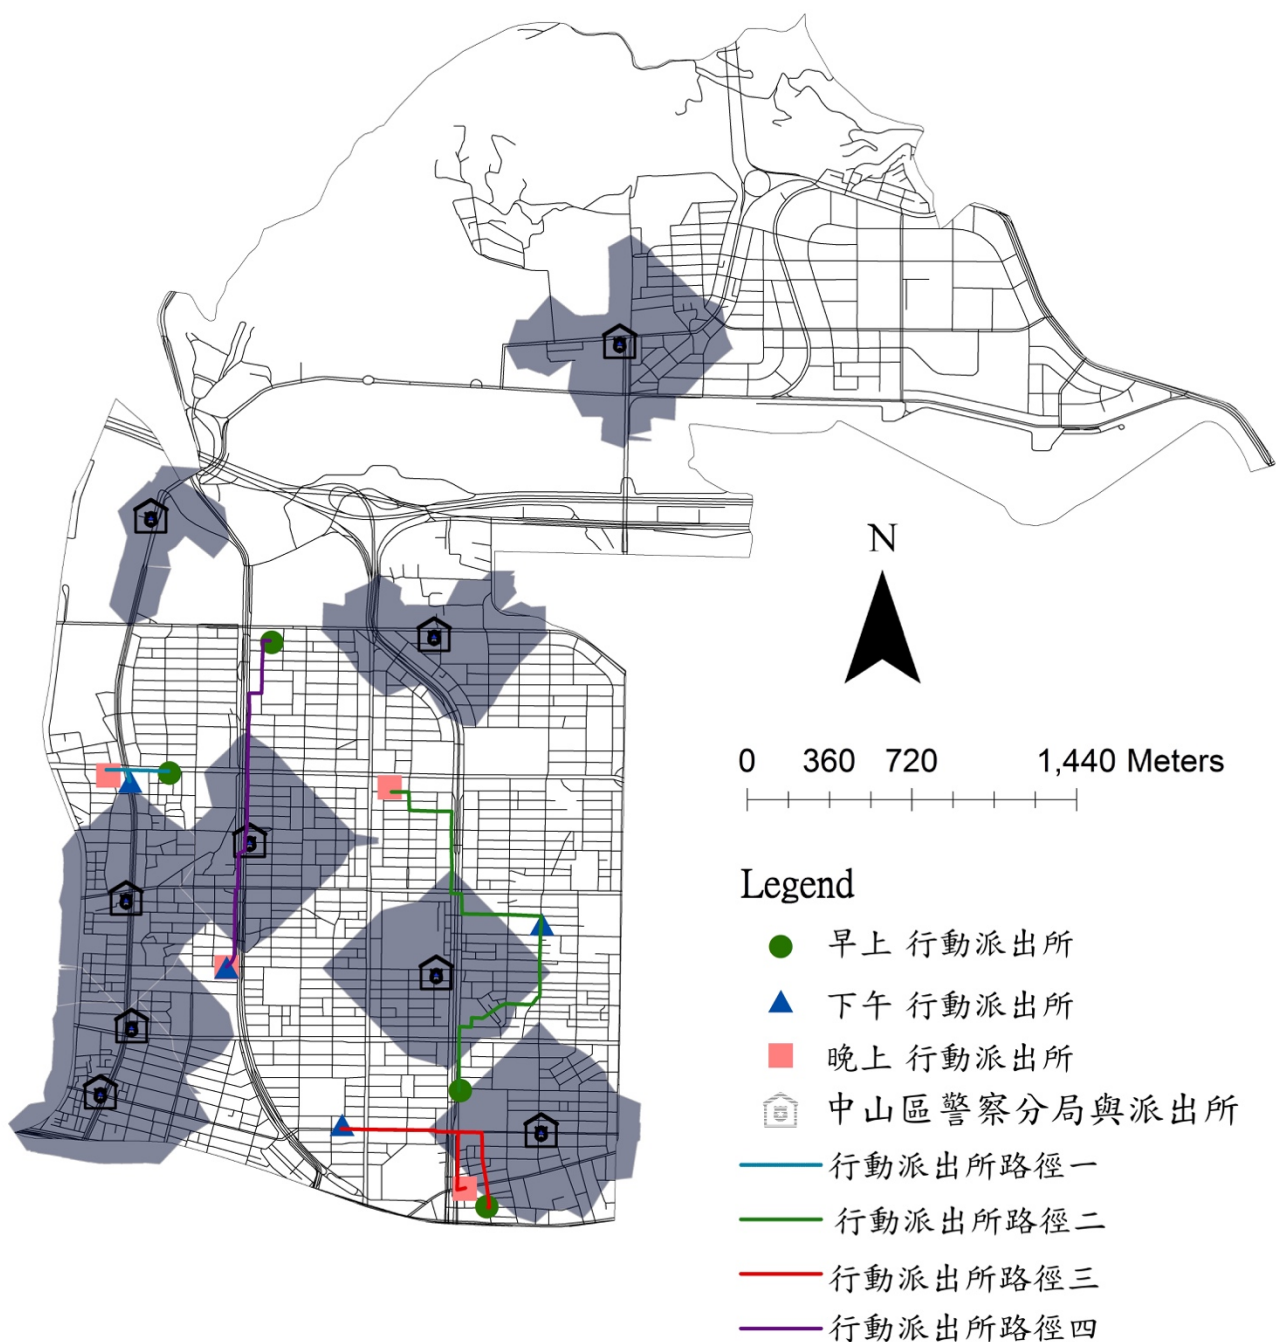 N
0 360 720 1,440 Meters
Legend
早上 行動派出所
下午 行動派出所
晚上 行動派出所
中山區警察分局與派出所
行動派出所路徑一
行動派出所路徑二
行動派出所路徑三
行動派出所路徑四